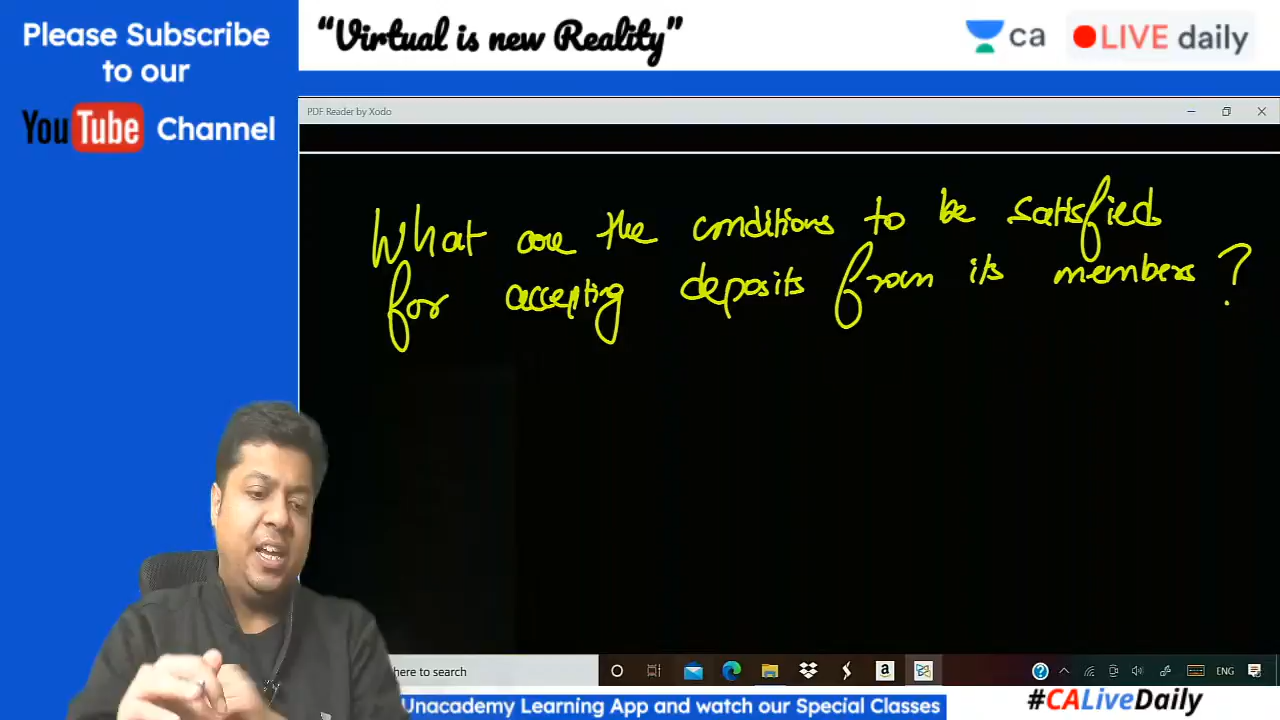 Please Subscribe
to our
YouTube Channel
“Virtual is new Reality”
ca
LIVE daily
PDF Reader by Xodo
What are the conditions to be satisfied
for accepting deposits from its members ?
here to search
ENG
Unacademy Learning App and watch our Special Classes
#CALiveDaily